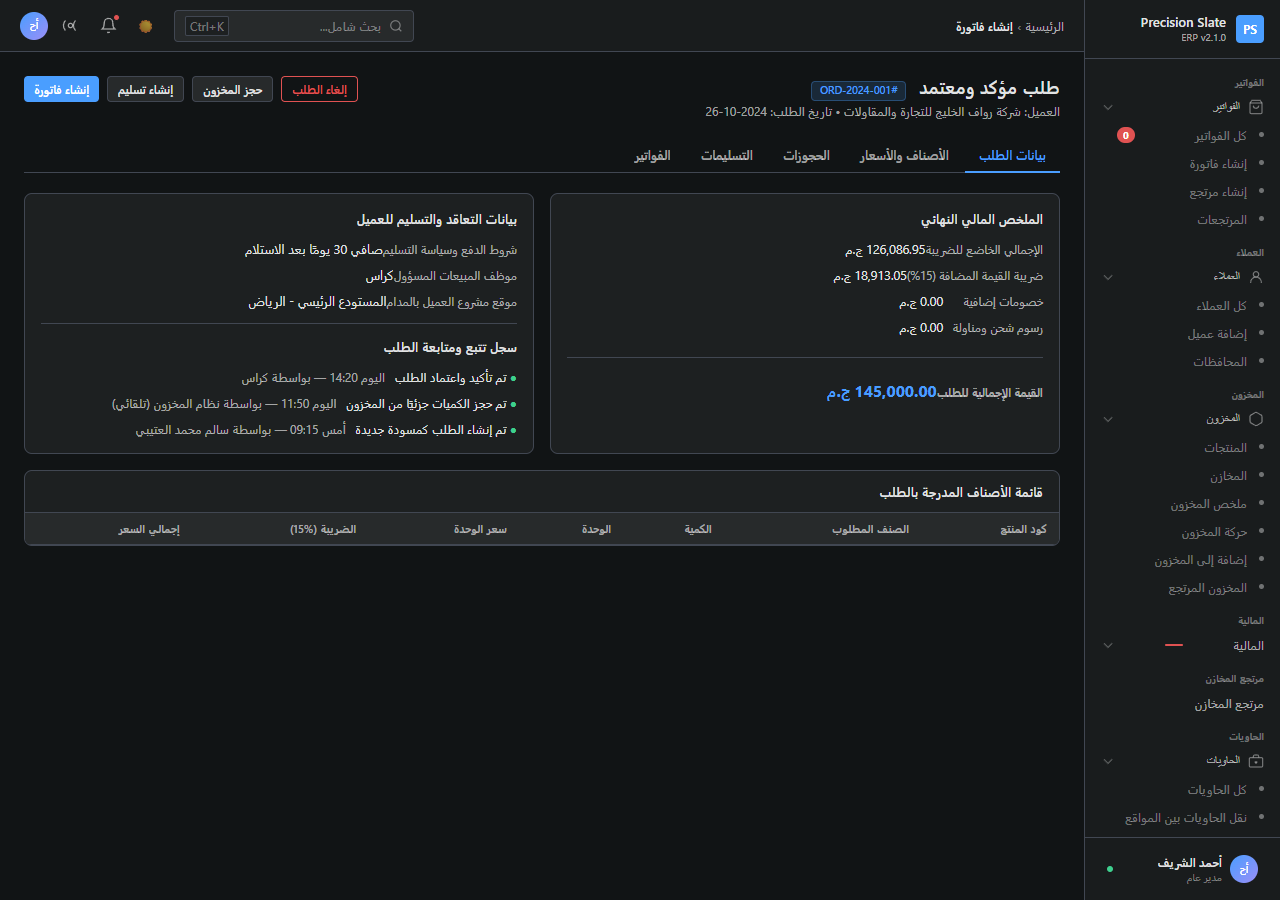 Precision Slate
PS
ERP v2.1.0
الفواتير
الفواتير
كل الفواتير
0
إنشاء فاتورة
إنشاء مرتجع
المرتجعات
العملاء
العملاء
كل العملاء
إضافة عميل
المحافظات
المخزون
المخزون
المنتجات
المخازن
ملخص المخزون
حركة المخزون
إضافة إلى المخزون
المخزون المرتجع
المالية
المالية
مرتجع المخازن
مرتجع المخازن
الحاويات
الحاويات
كل الحاويات
نقل الحاويات بين المواقع
أحمد الشريف
أح
مدير عام
الرئيسية › إنشاء فاتورة
بحث شامل... Ctrl+K
أح
طلب مؤكد ومعتمد #ORD-2024-001
العميل: شركة رواف الخليج للتجارة والمقاولات • تاريخ الطلب: 2024-10-26
إلغاء الطلب
حجز المخزون
إنشاء تسليم
إنشاء فاتورة
بيانات الطلب
الأصناف والأسعار
الحجوزات
التسليمات
الفواتير
الملخص المالي النهائي
الإجمالي الخاضع للضريبة 126,086.95 ج.م
ضريبة القيمة المضافة (15%) 18,913.05 ج.م
خصومات إضافية 0.00 ج.م
رسوم شحن ومناولة 0.00 ج.م
القيمة الإجمالية للطلب 145,000.00 ج.م
بيانات التعاقد والتسليم للعميل
شروط الدفع وسياسة التسليم صافي 30 يومًا بعد الاستلام
موظف المبيعات المسؤول كراس
موقع مشروع العميل بالمدام المستودع الرئيسي - الرياض
سجل تتبع ومتابعة الطلب
تم تأكيد واعتماد الطلب اليوم 14:20 — بواسطة كراس
تم حجز الكميات جزئيًا من المخزون اليوم 11:50 — بواسطة نظام المخزون (تلقائي)
تم إنشاء الطلب كمسودة جديدة أمس 09:15 — بواسطة سالم محمد العتيبي
قائمة الأصناف المدرجة بالطلب
كود المنتج الصنف المطلوب الكمية الوحدة سعر الوحدة الضريبة (15%) إجمالي السعر